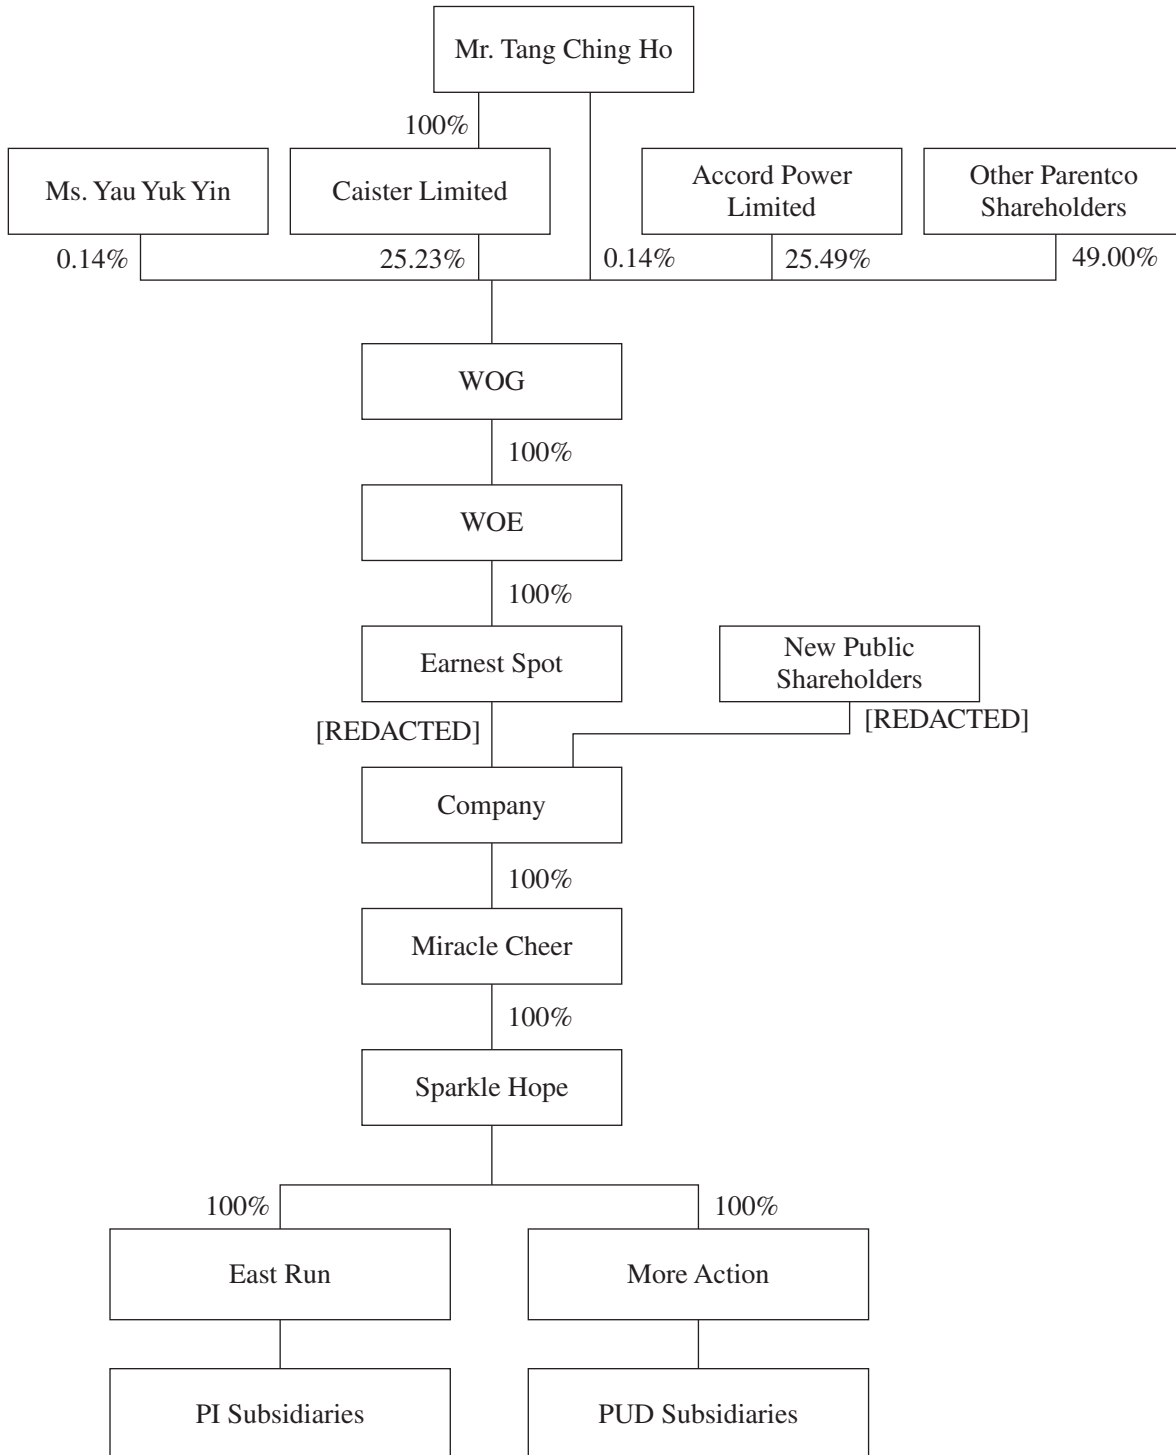 Mr. Tang Ching Ho
100%
Ms. Yau Yuk Yin
Caister Limited
Accord Power
Limited
Other Parentco
Shareholders
0.14%
25.23%
0.14%
25.49%
49.00%
WOG
100%
WOE
100%
Earnest Spot
New Public
Shareholders
[REDACTED]
[REDACTED]
Company
100%
Miracle Cheer
100%
Sparkle Hope
100%
100%
East Run
More Action
PI Subsidiaries
PUD Subsidiaries